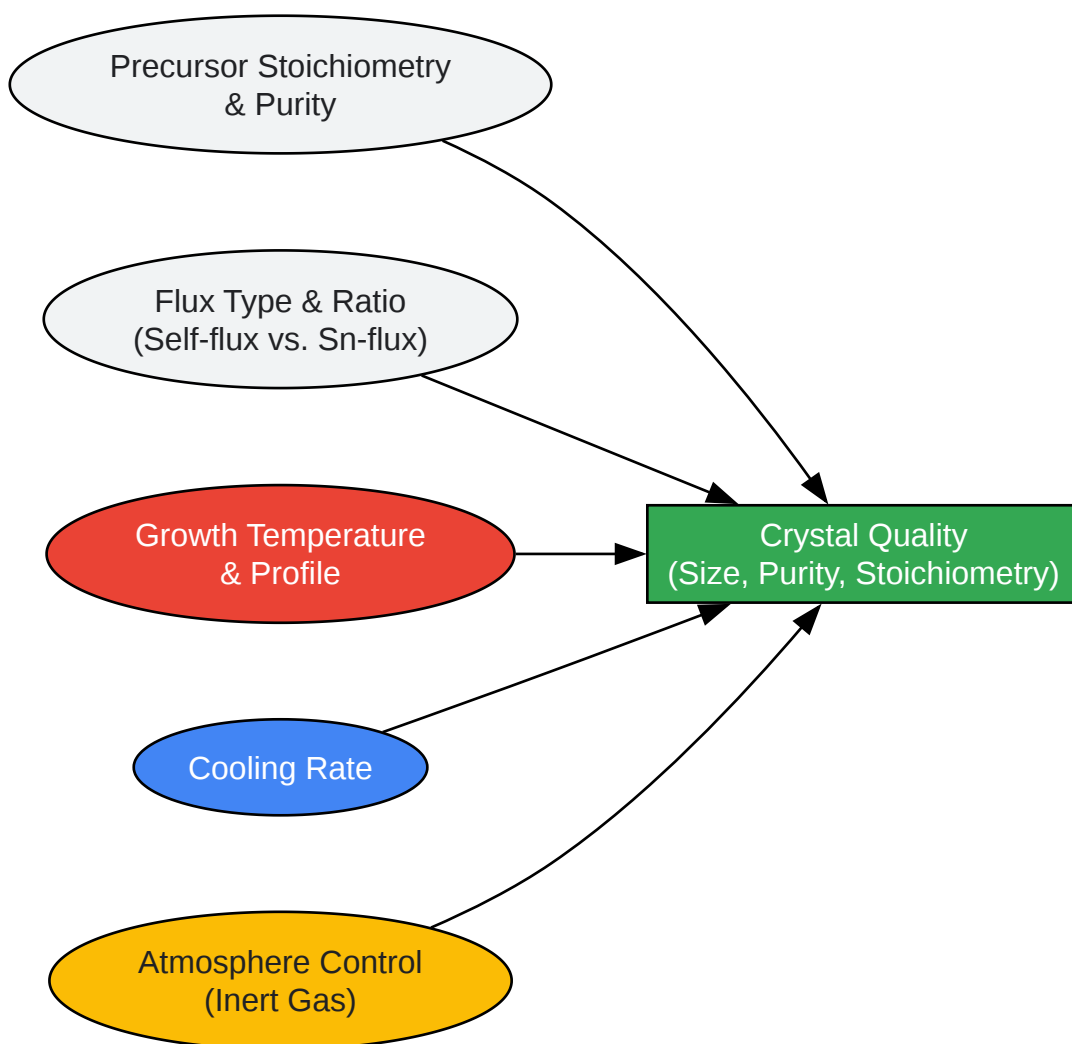 Precursor Stoichiometry
& Purity
Flux Type & Ratio
(Self-flux vs. Sn-flux)
Growth Temperature
& Profile
Crystal Quality
(Size, Purity, Stoichiometry)
Cooling Rate
Atmosphere Control
(Inert Gas)